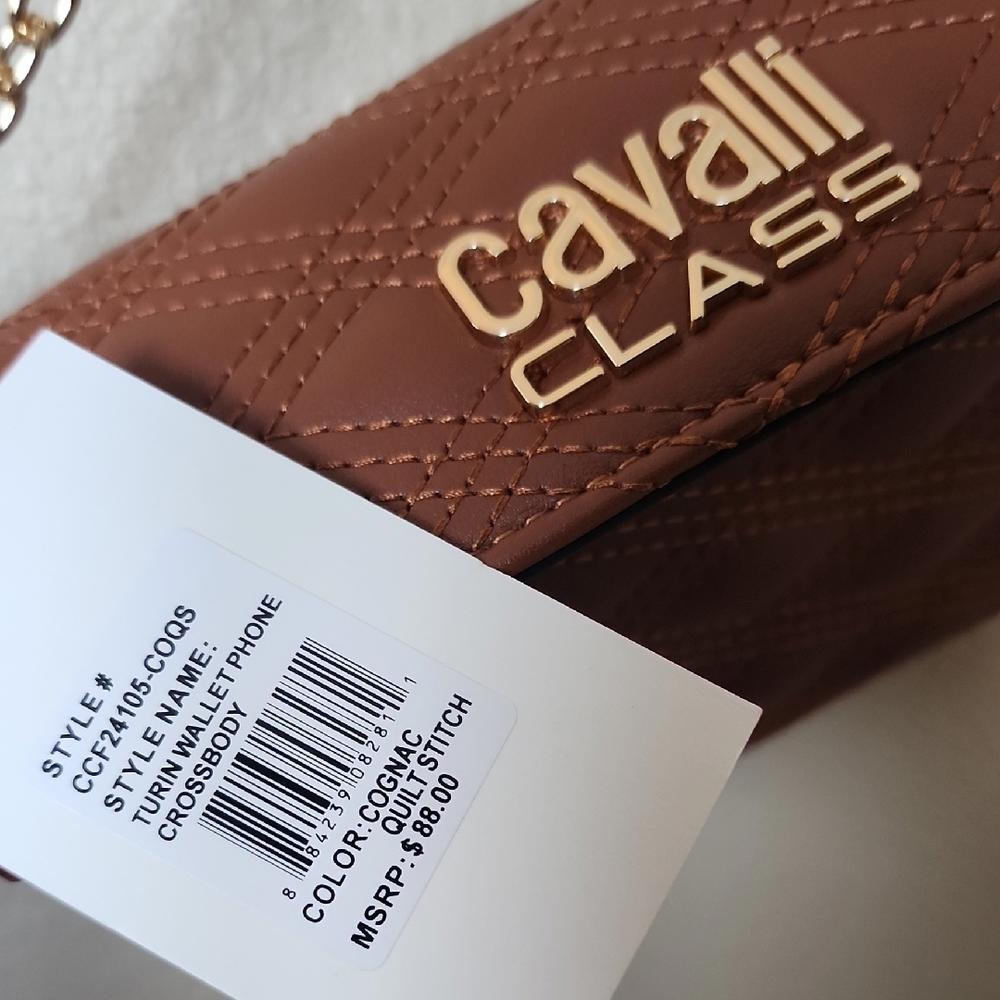 cavalli
CLASS
STYLE #
CCF24105-COQS
STYLE NAME:
TURIN WALLET PHONE
CROSSBODY
8 84239 08281 1
COLOR:COGNAC
QUILT STITCH
MSRP:$ 88.00